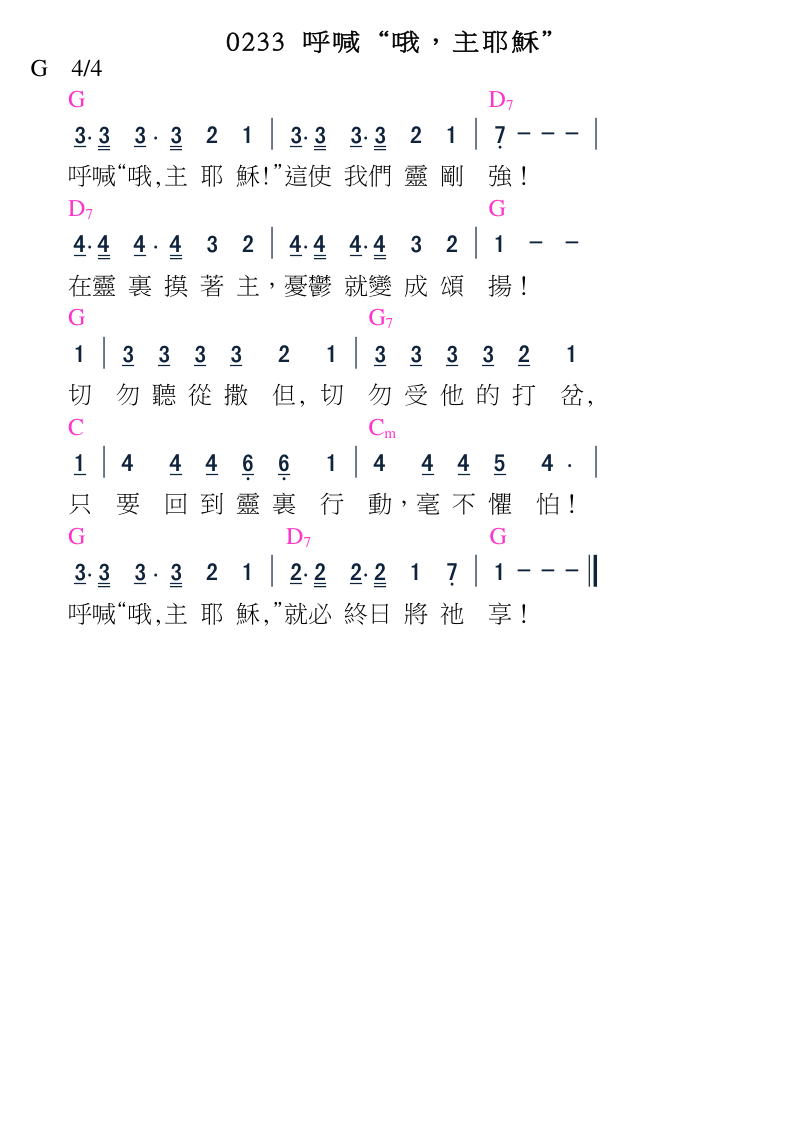 0233 呼喊 “哦，主耶穌”
G 4/4
G D7
3· 3 3 · 3 2 1 | 3· 3 3· 3 2 1 | 7 – – – |
呼喊“哦,主 耶 穌!”這使 我們 靈 剛 強!
D7 G
4· 4 4 · 4 3 2 | 4· 4 4· 4 3 2 | 1 – –
在靈 裏 摸 著 主，憂鬱 就變 成 頌 揚!
G G7
1 | 3 3 3 3 2 1 | 3 3 3 3 2 1
切 勿 聽 從 撒 但, 切 勿 受 他 的 打 岔,
C Cm
1 | 4 4 4 6 6 1 | 4 4 4 5 4 · |
只 要 回 到 靈 裏 行 動，毫 不 懼 怕!
G D7 G
3· 3 3 · 3 2 1 | 2· 2 2· 2 1 7 | 1 – – – ‖
呼喊“哦,主 耶 穌,”就必 終日 將 祂 享!